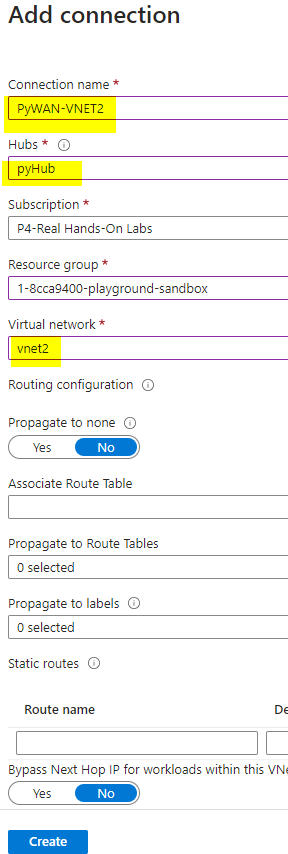 Add connection
Connection name *
PyWAN-VNET2
Hubs *
pyHub
Subscription *
P4-Real Hands-On Labs
Resource group *
1-8cca9400-playground-sandbox
Virtual network *
vnet2
Routing configuration
Propagate to none
Yes No
Associate Route Table
Propagate to Route Tables
0 selected
Propagate to labels
0 selected
Static routes
Route name De
Bypass Next Hop IP for workloads within this VNe
Yes No
Create